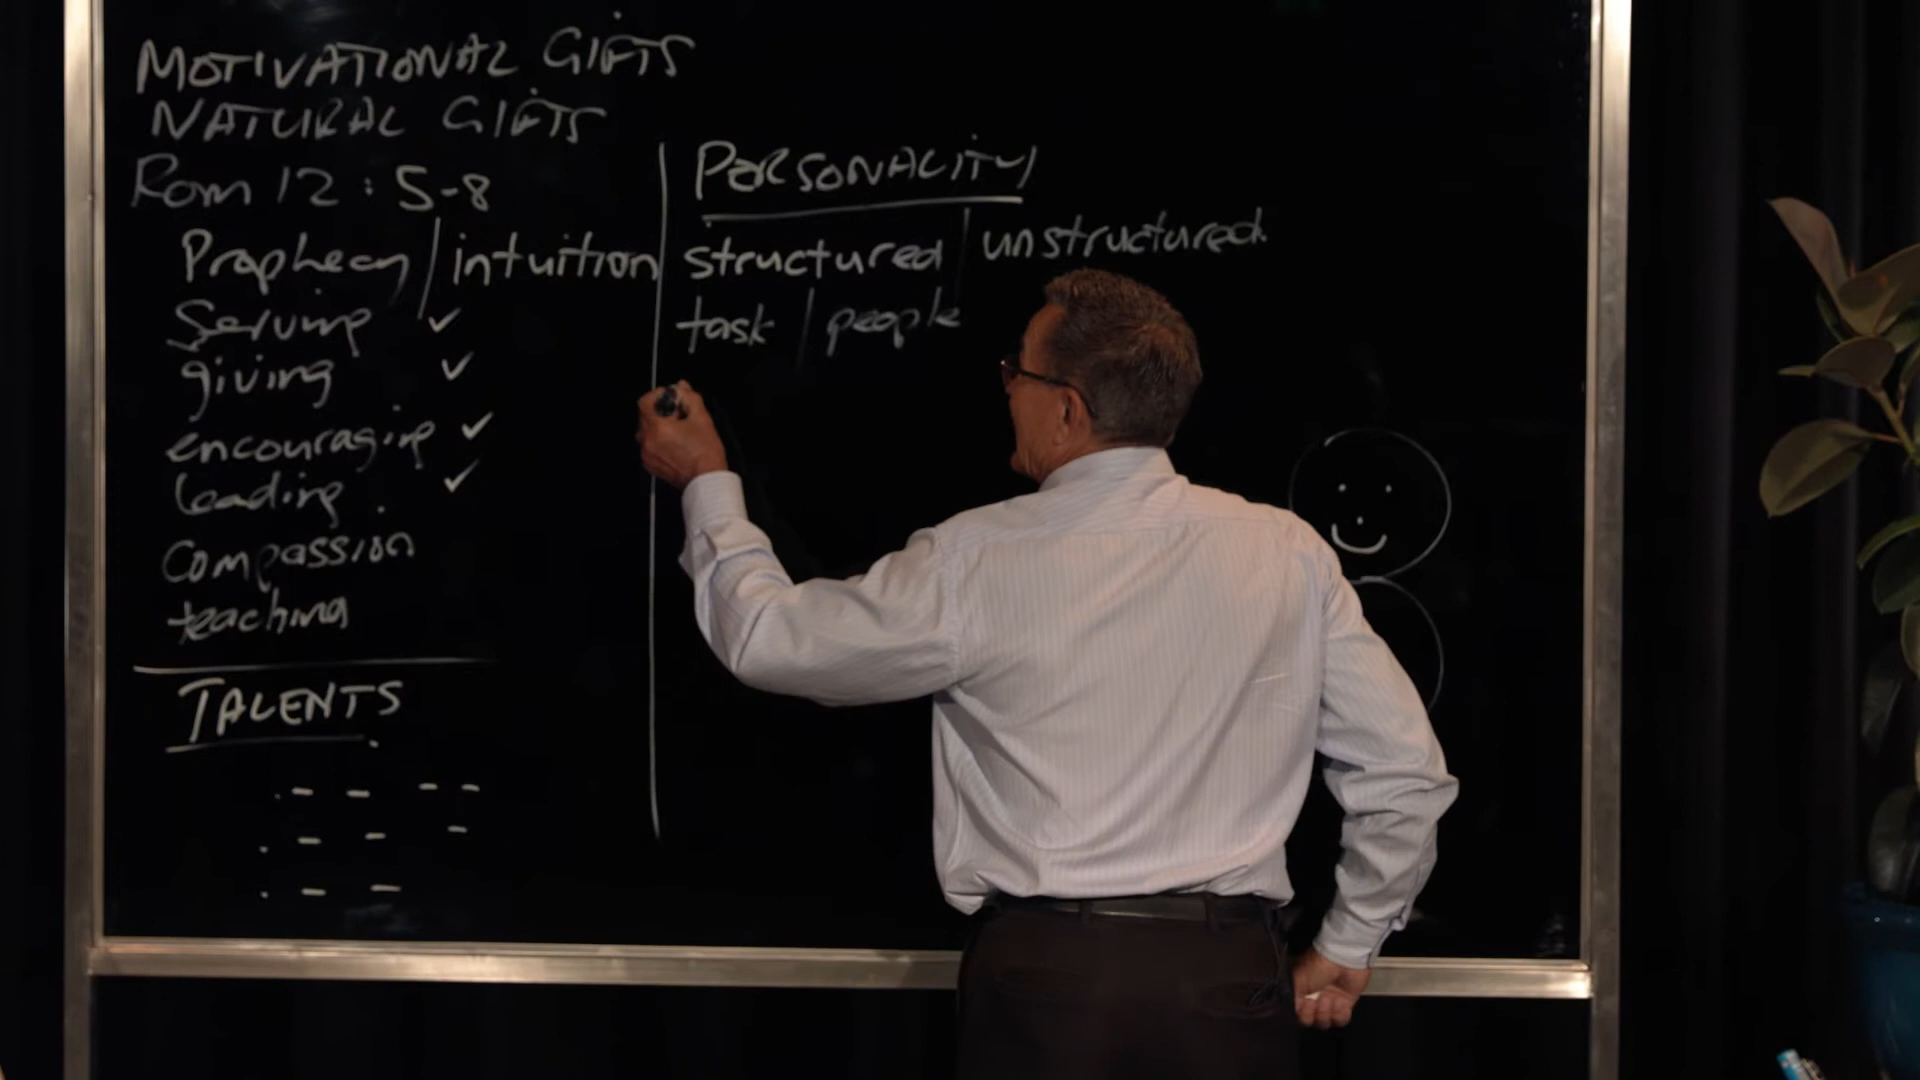 MOTIVATIONAL GIFTS
NATURAL GIFTS
Rom 12 : 5-8
Prophecy / intuition
Serving ✓
giving ✓
encouraging ✓
leading ✓
Compassion
teaching
TALENTS
PERSONALITY
structured / unstructured
task / people